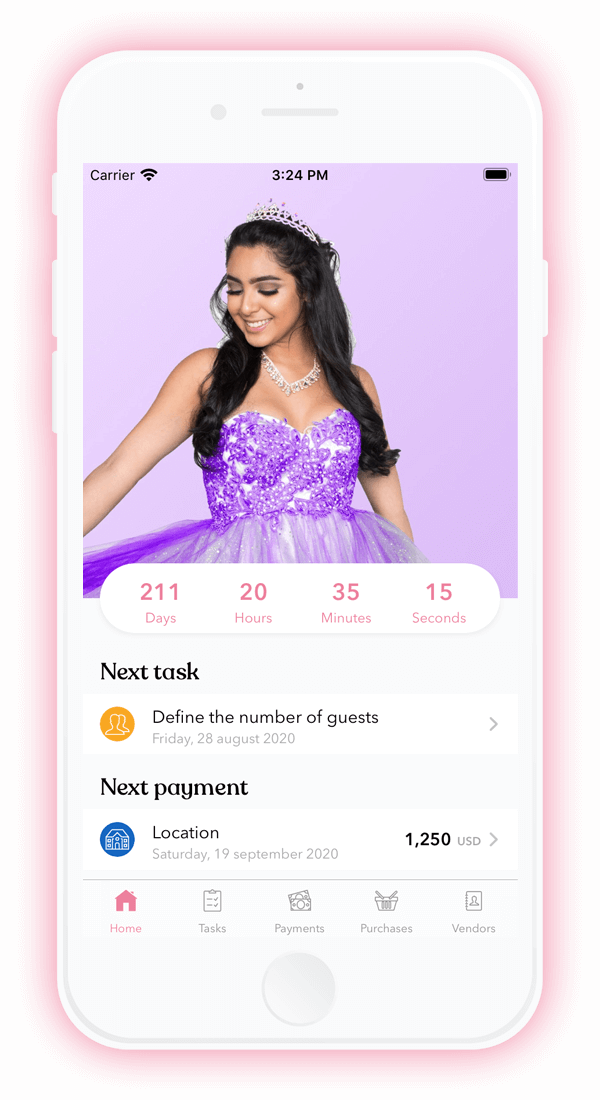 Carrier 3:24 PM
211 20 35 15
Days Hours Minutes Seconds
Next task
Define the number of guests
Friday, 28 august 2020
Next payment
Location 1,250 USD
Saturday, 19 september 2020
Home Tasks Payments Purchases Vendors